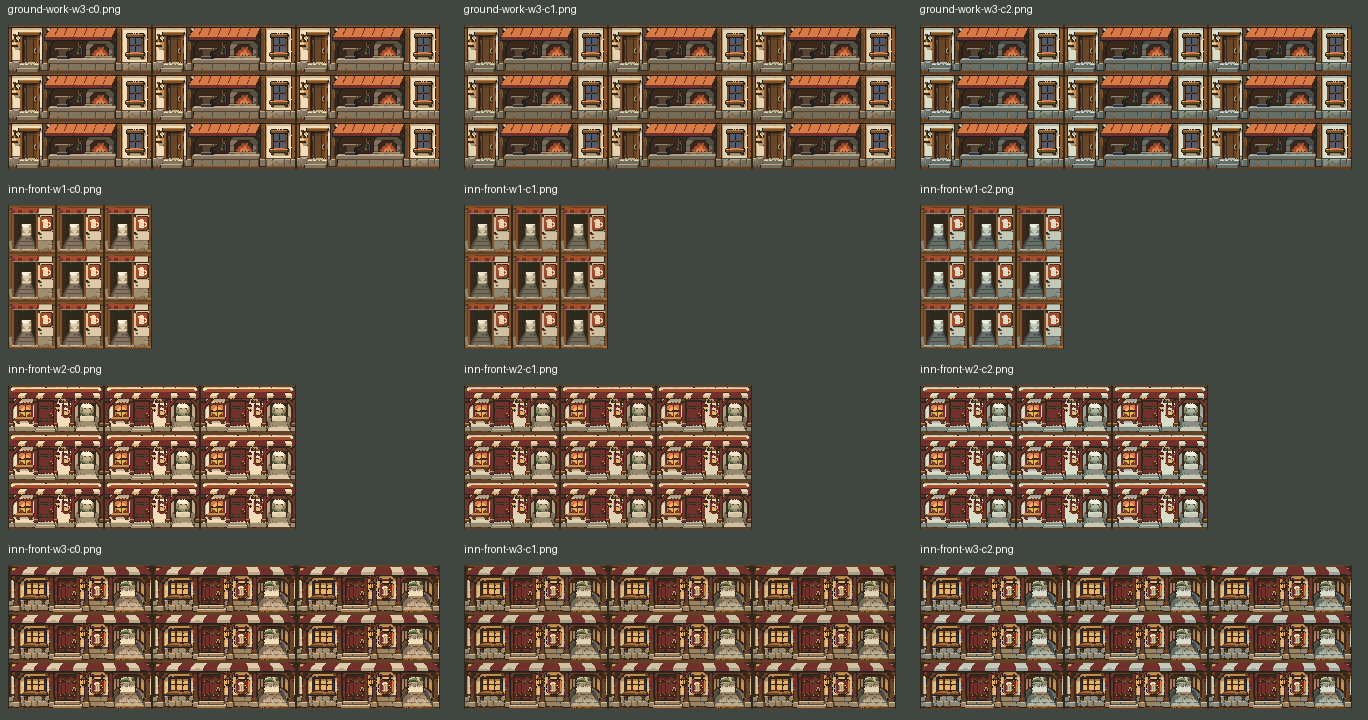 ground-work-w3-c0.png
ground-work-w3-c1.png
ground-work-w3-c2.png
inn-front-w1-c0.png
inn-front-w1-c1.png
inn-front-w1-c2.png
inn-front-w2-c0.png
inn-front-w2-c1.png
inn-front-w2-c2.png
inn-front-w3-c0.png
inn-front-w3-c1.png
inn-front-w3-c2.png